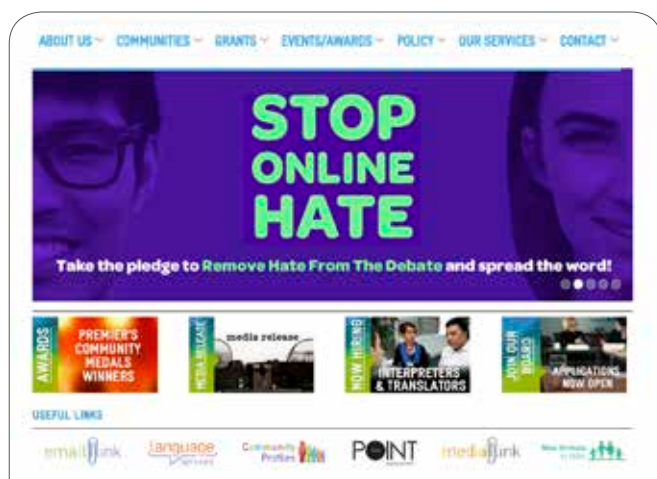 ABOUT US COMMUNITIES GRANTS EVENTS/AWARDS POLICY OUR SERVICES CONTACT
STOP
ONLINE
HATE
Take the pledge to Remove Hate From The Debate and spread the word!
AWARDS
PREMIER'S
COMMUNITY
MEDALS
WINNERS
MEDIA RELEASE
media release
NOW HIRING
INTERPRETERS
& TRANSLATORS
JOIN OUR
BOARD
APPLICATIONS
NOW OPEN
USEFUL LINKS
emaillink
language
services
Community
Profiles
POINT
medialink
New Arrivals